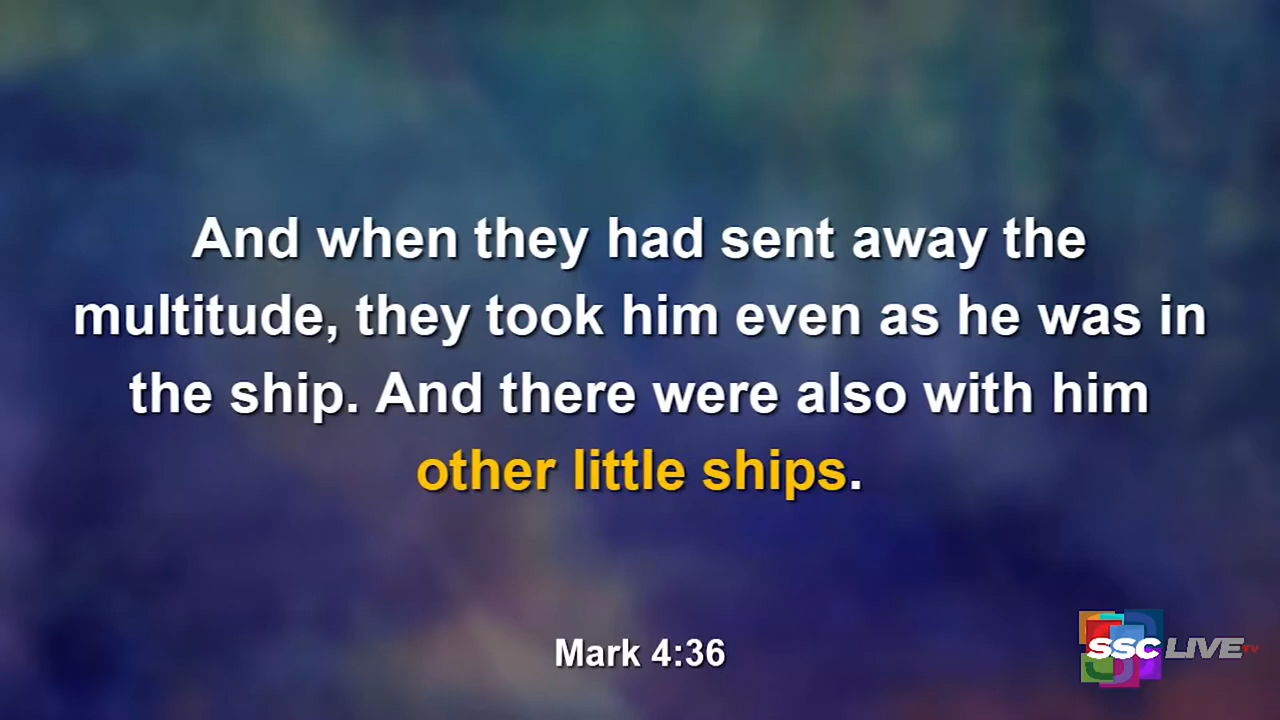 And when they had sent away the
multitude, they took him even as he was in
the ship. And there were also with him
other little ships.
Mark 4:36
SSC LIVE TV